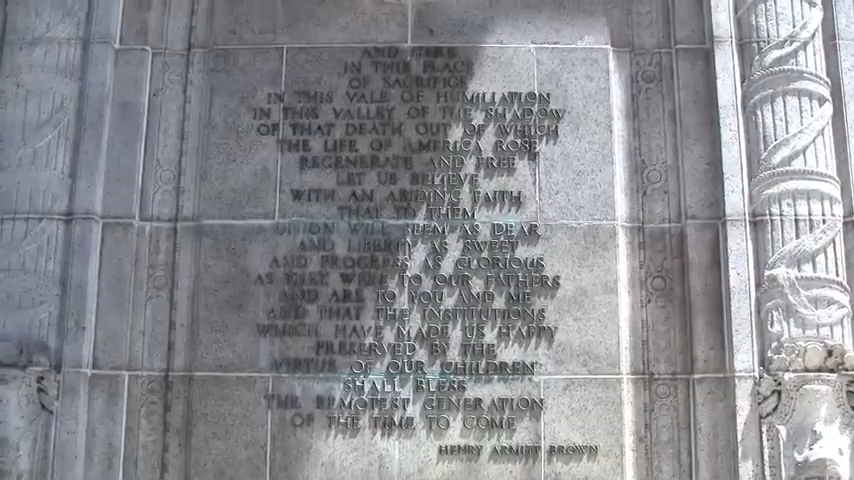 AND HERE
IN THIS PLACE
OF SACRIFICE
IN THIS VALE OF HUMILIATION
IN THIS VALLEY OF THE SHADOW
OF THAT DEATH OUT OF WHICH
THE LIFE OF AMERICA ROSE
REGENERATE AND FREE
LET US BELIEVE
WITH AN ABIDING FAITH
THAT TO THEM
UNION WILL SEEM AS DEAR
AND LIBERTY AS SWEET
AND PROGRESS AS GLORIOUS
AS THEY WERE TO OUR FATHERS
AND ARE TO YOU AND ME
AND THAT THE INSTITUTIONS
WHICH HAVE MADE US HAPPY
PRESERVED BY THE
VIRTUE OF OUR CHILDREN
SHALL BLESS
THE REMOTEST GENERATION
OF THE TIME TO COME
HENRY ARMITT BROWN